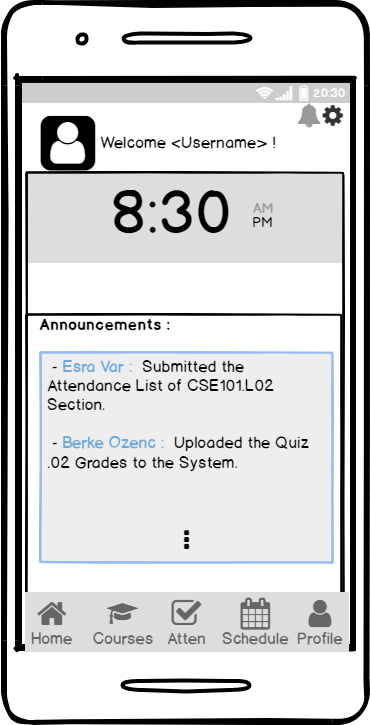 20:30
Welcome <Username> !
8:30
AM
PM
Announcements :
- Esra Var : Submitted the
Attendance List of CSE101.L02
Section.
- Berke Ozenc : Uploaded the Quiz
.02 Grades to the System.
Home Courses Atten Schedule Profile